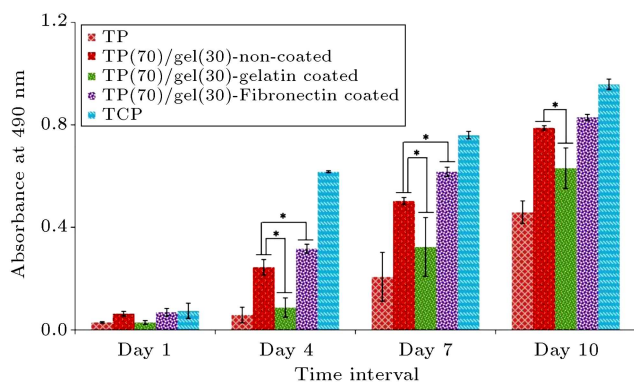 1.2
TP
TP(70)/gel(30)-non-coated
TP(70)/gel(30)-gelatin coated
TP(70)/gel(30)-Fibronectin coated
TCP
0.8
0.4
0.0
Absorbance at 490 nm
*
*
*
*
*
Day 1
Day 4
Day 7
Day 10
Time interval